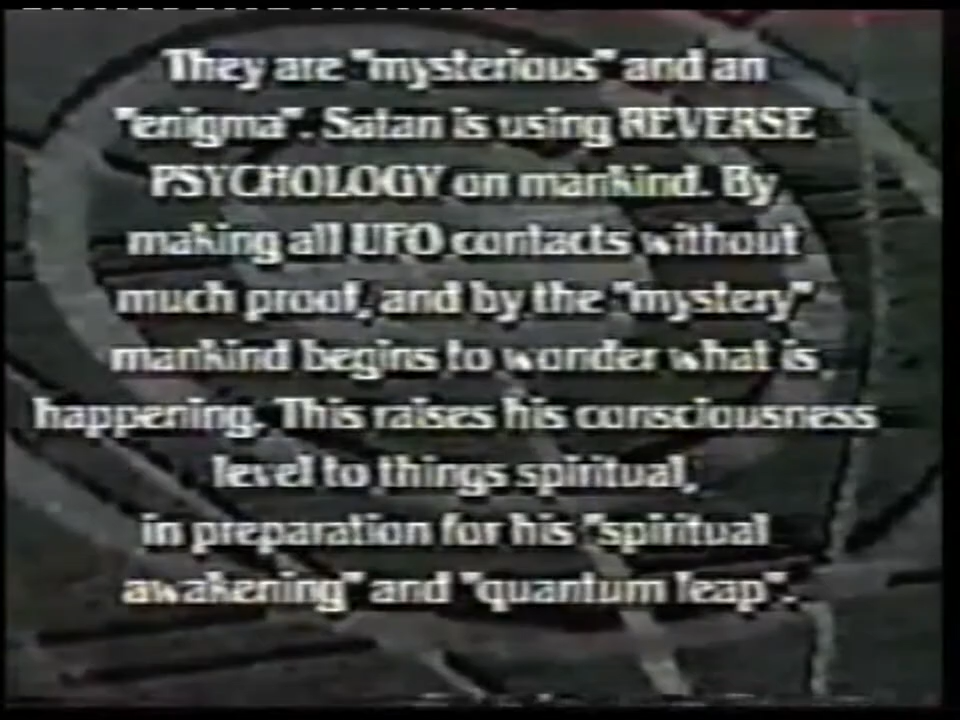 They are "mysterious" and an
"enigma". Satan is using REVERSE
PSYCHOLOGY on mankind. By
making all UFO contacts without
much proof, and by the "mystery"
mankind begins to wonder what is
happening. This raises his consciousness
level to things spiritual,
in preparation for his "spiritual
awakening" and "quantum leap".